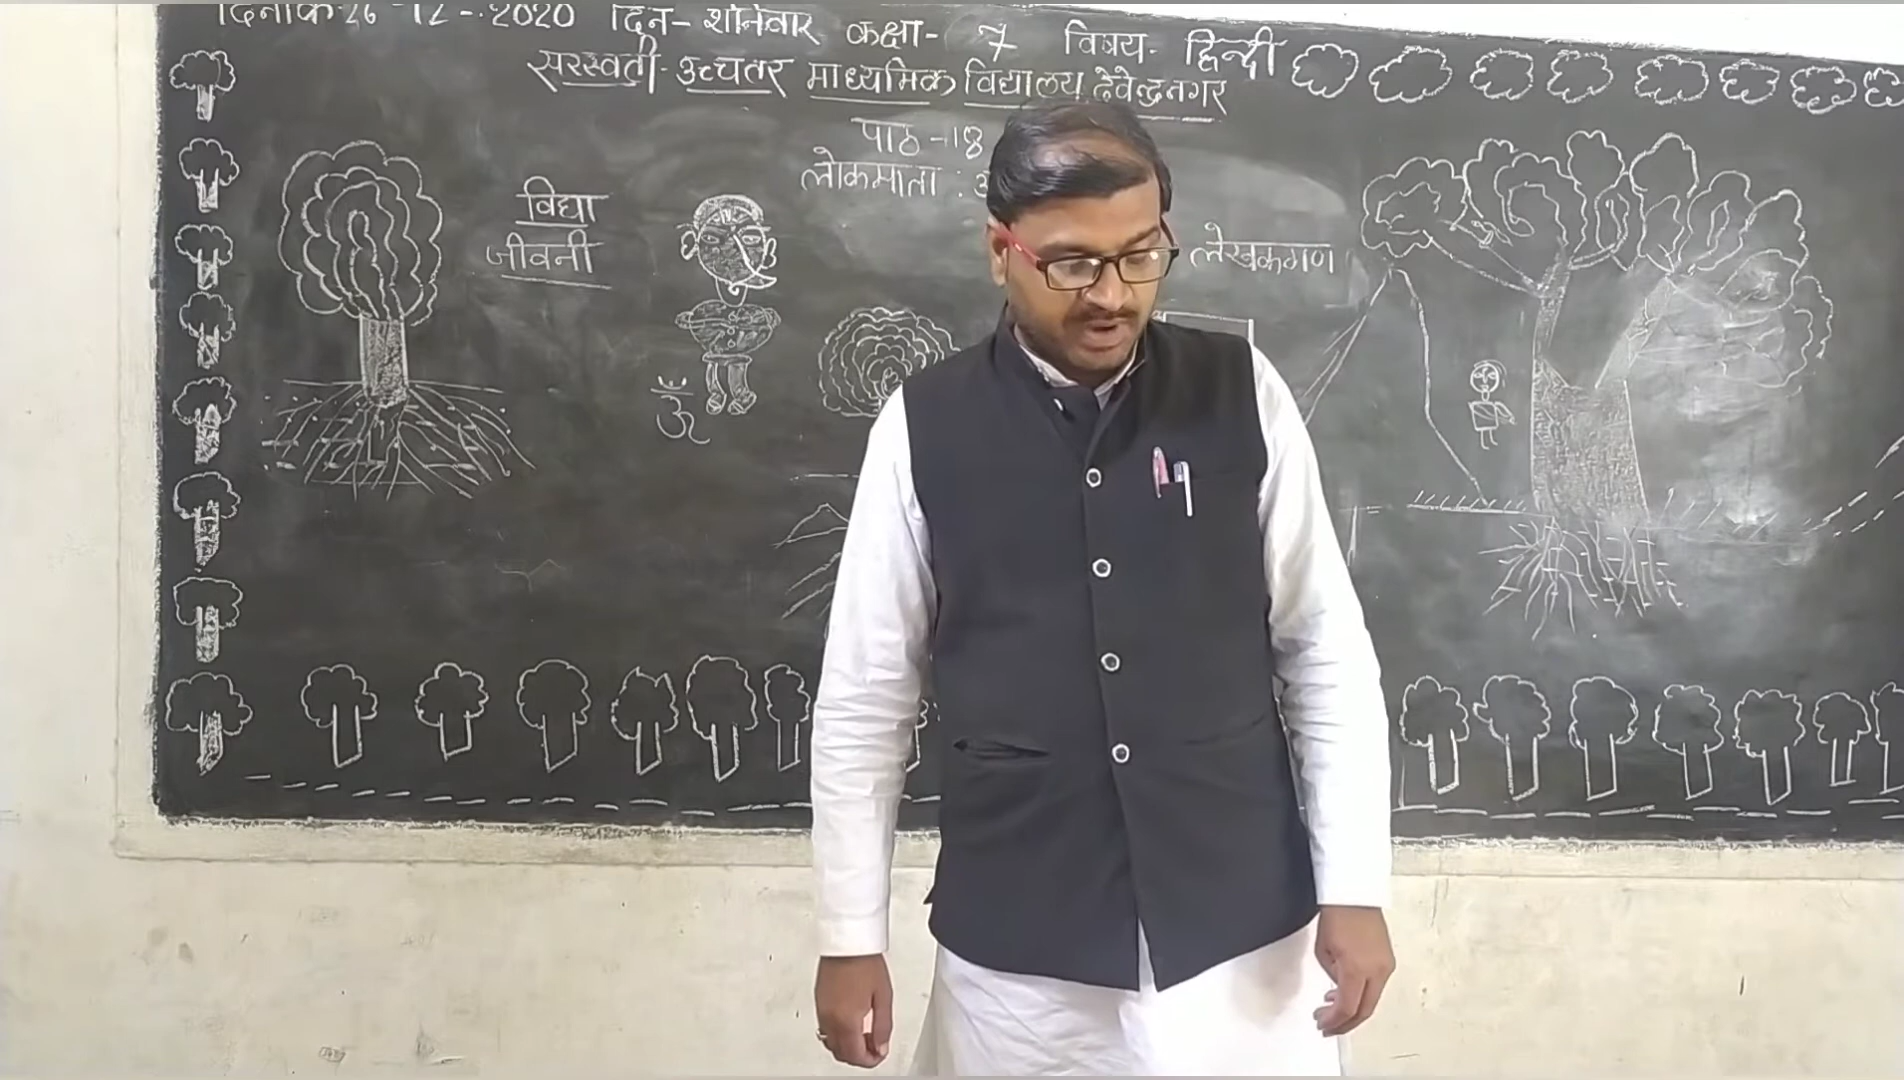 दिनांक 26-12-2020 दिन- शनिवार कक्षा- 7 विषय- हिन्दी
सरस्वती उच्चतर माध्यमिक विद्यालय देवेन्द्रनगर
पाठ-18
लोकमाता :
विद्या
जीवनी
लेखकगण
ॐ